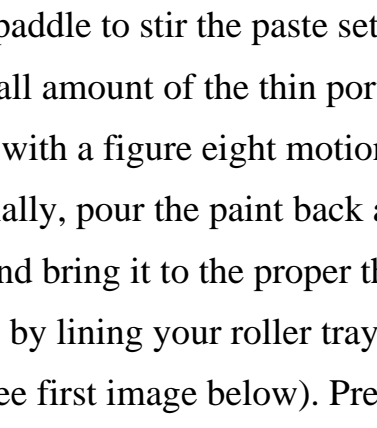 paddle to stir the paste set
all amount of the thin por
with a figure eight motion
ally, pour the paint back a
nd bring it to the proper th
by lining your roller tray
ee first image below). Pre